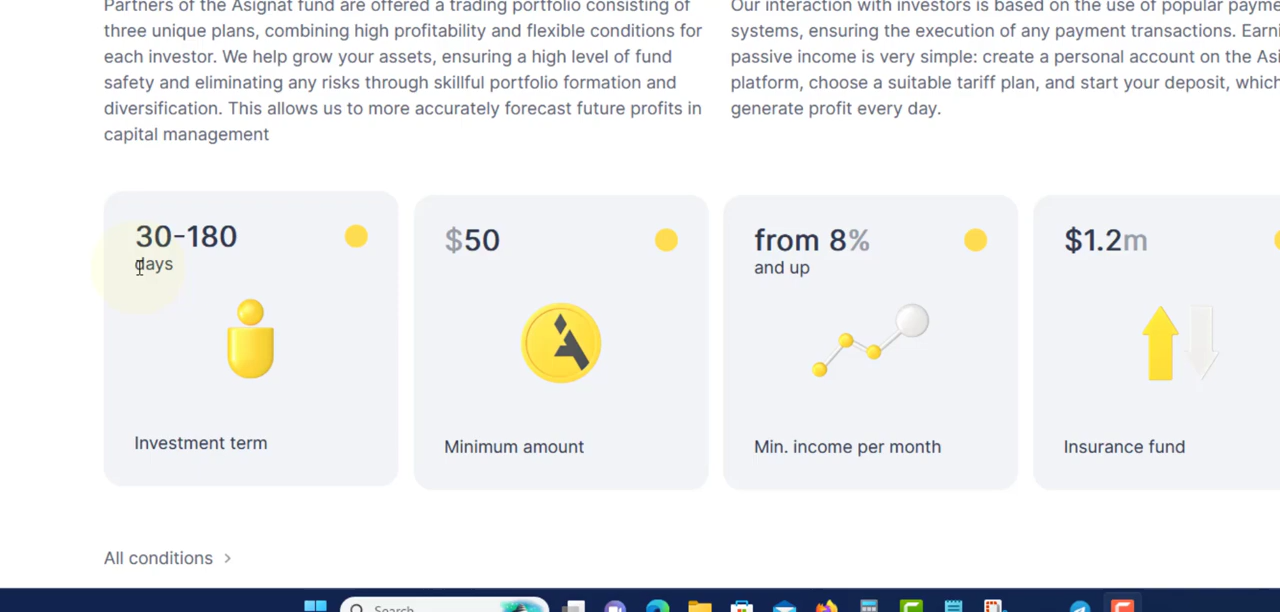 Partners of the Asignat fund are offered a trading portfolio consisting of
three unique plans, combining high profitability and flexible conditions for
each investor. We help grow your assets, ensuring a high level of fund
safety and eliminating any risks through skillful portfolio formation and
diversification. This allows us to more accurately forecast future profits in
capital management
Our interaction with investors is based on the use of popular payme
systems, ensuring the execution of any payment transactions. Earni
passive income is very simple: create a personal account on the Asi
platform, choose a suitable tariff plan, and start your deposit, which
generate profit every day.
30-180
days
Investment term
$50
Minimum amount
from 8%
and up
Min. income per month
$1.2m
Insurance fund
All conditions >
Search